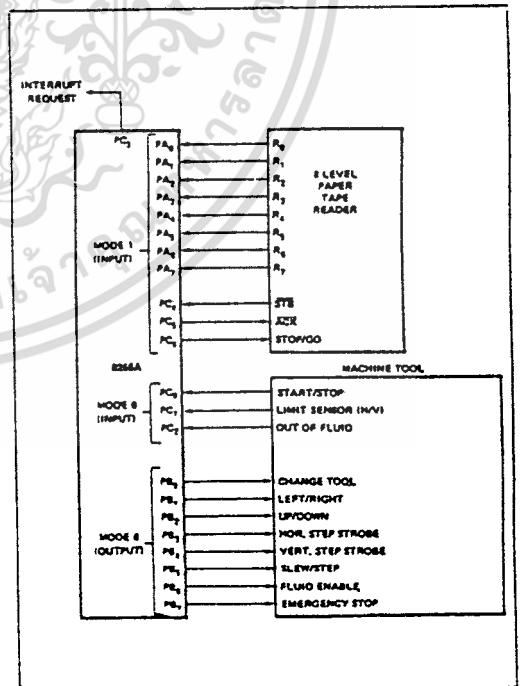 INTERRUPT
REQUEST
PC3
PA0
PA1
PA2
PA3
PA4
PA5
PA6
PA7
MODE 1
(INPUT)
PC4
PC5
PC6
R0
R1
R2
R3
R4
R5
R6
R7
8 LEVEL
PAPER
TAPE
READER
STB
ACK
STOP/GO
8255A
MACHINE TOOL
MODE 0
(INPUT)
PC0
PC1
PC2
START/STOP
LIMIT SENSOR (H/V)
OUT OF FLUID
MODE 0
(OUTPUT)
PB0
PB1
PB2
PB3
PB4
PB5
PB6
PB7
CHANGE TOOL
LEFT/RIGHT
UP/DOWN
HOR. STEP STROBE
VERT. STEP STROBE
SLEW/STEP
FLUID ENABLE
EMERGENCY STOP